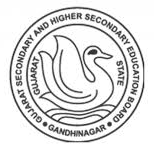 GUJARAT SECONDARY AND HIGHER SECONDARY EDUCATION BOARD
GUJARAT
STATE
• GANDHINAGAR •